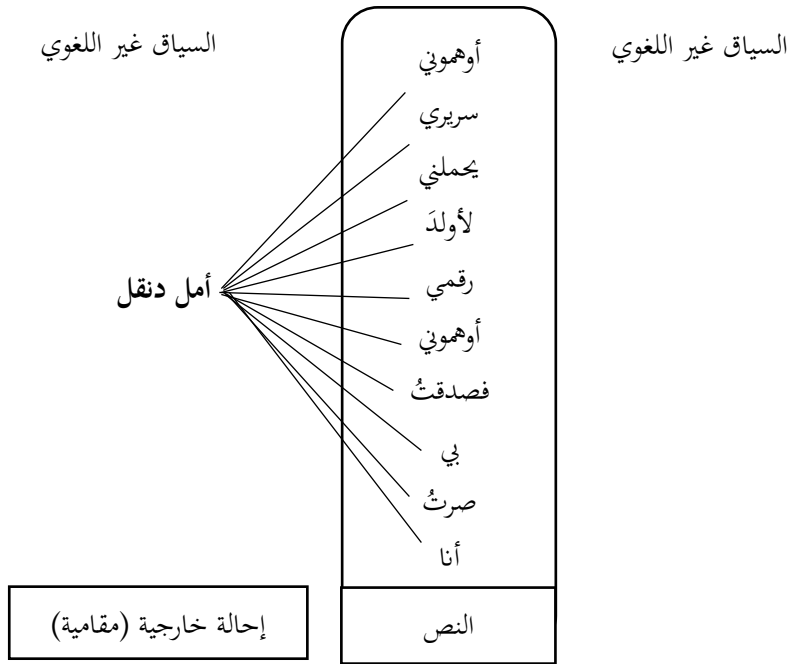 السياق غير اللغوي
السياق غير اللغوي
أوهموني
سريري
يحملني
لأولدَ
رقمي
أوهموني
فصدقتُ
بي
صرتُ
أنا
أمل دنقل
النص
إحالة خارجية (مقامية)